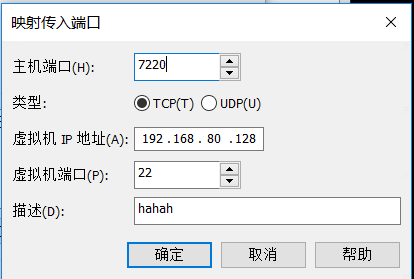 映射传入端口
主机端口(H): 7220
类型: TCP(T) UDP(U)
虚拟机 IP 地址(A): 192 . 168 . 80 . 128
虚拟机端口(P): 22
描述(D): hahah
确定 取消 帮助